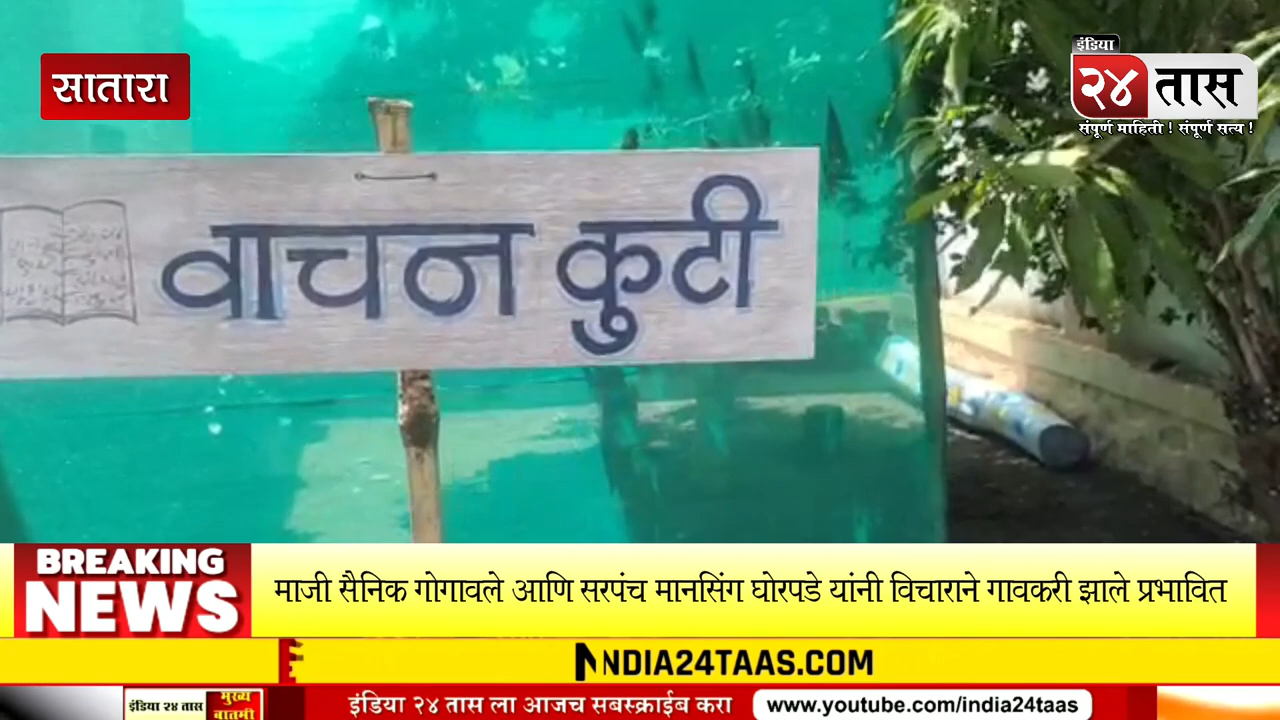 सातारा
इंडिया
२४ तास
संपूर्ण माहिती ! संपूर्ण सत्य !
वाचन कुटी
BREAKING
NEWS
माजी सैनिक गोगावले आणि सरपंच मानसिंग घोरपडे यांनी विचाराने गावकरी झाले प्रभावित
INDIA24TAAS.COM
इंडिया २४ तास
मुख्य
बातमी
इंडिया २४ तास ला आजच सबस्क्राईब करा
www.youtube.com/india24taas